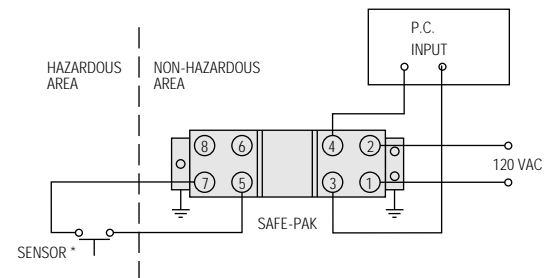 P.C.
INPUT
HAZARDOUS
AREA
NON-HAZARDOUS
AREA
8 6 4 2
120 VAC
7 5 3 1
SAFE-PAK
SENSOR *